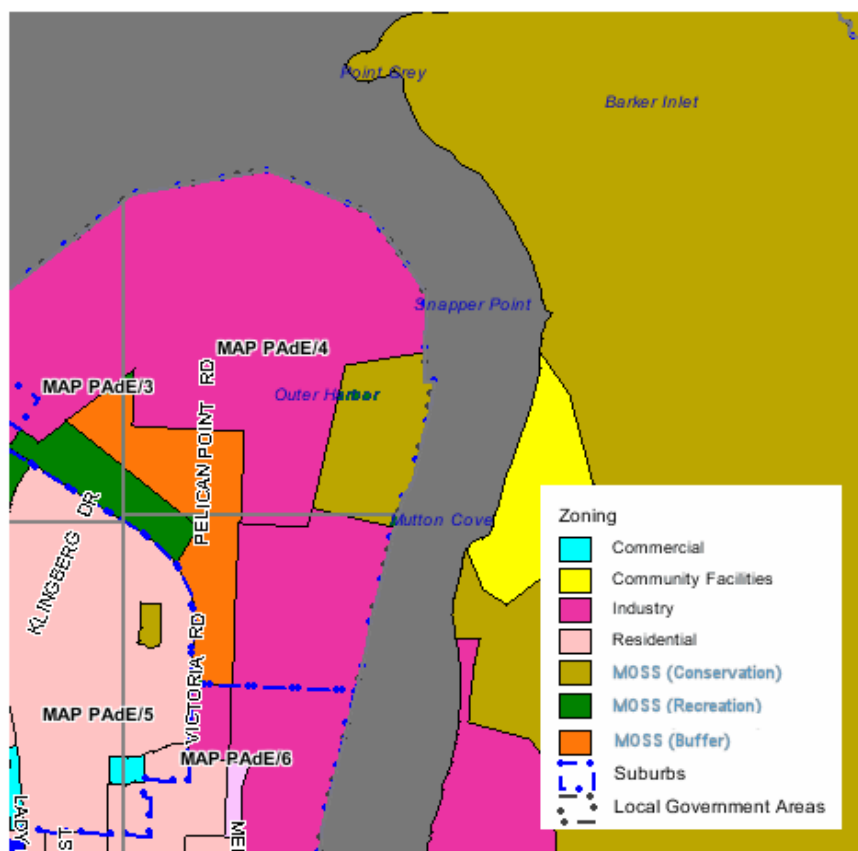 Point Grey
Barker Inlet
Snapper Point
MAP PAdE/4
MAP PAdE/3
Outer Harbor
PELICAN POINT RD
Mutton Cove
KLINGBERG DR
VICTORIA RD
MAP PAdE/5
MAP-PAdE/6
LADY
ST
Zoning
Commercial
Community Facilities
Industry
Residential
MOSS (Conservation)
MOSS (Recreation)
MOSS (Buffer)
Suburbs
Local Government Areas